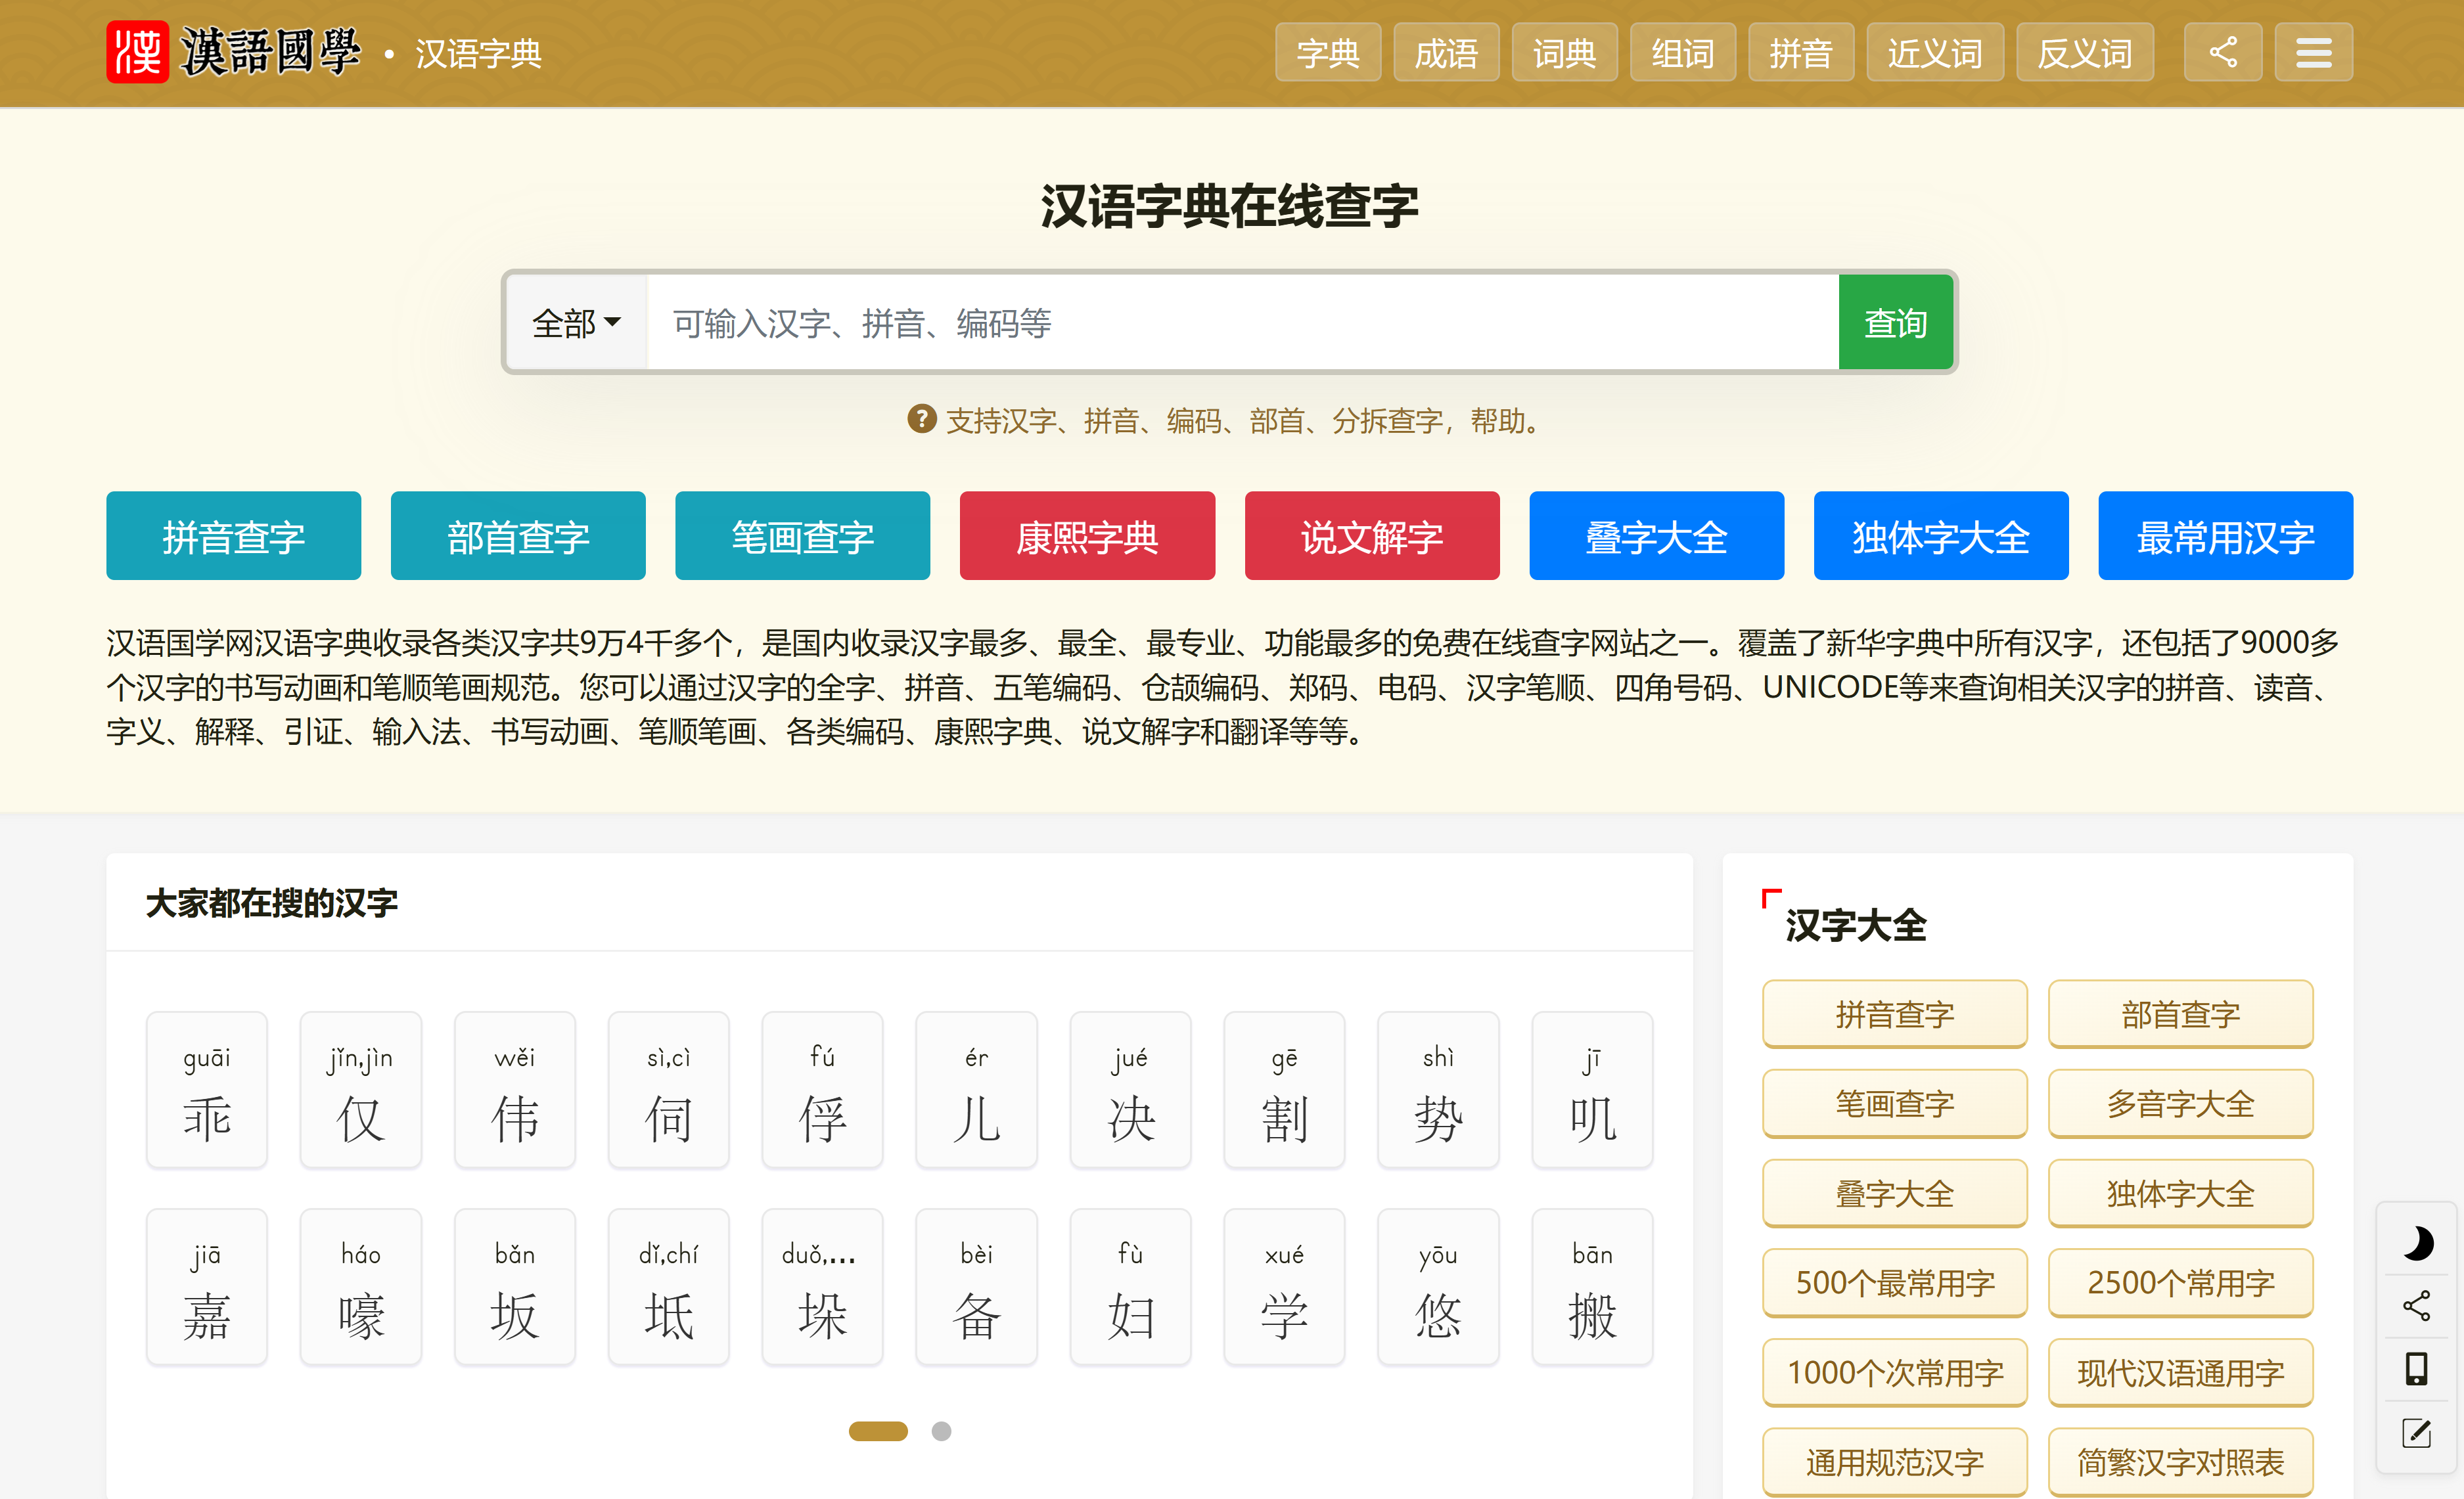 漢 漢語國學 • 汉语字典 字典 成语 词典 组词 拼音 近义词 反义词
汉语字典在线查字
全部 可输入汉字、拼音、编码等 查询
支持汉字、拼音、编码、部首、分拆查字，帮助。
拼音查字 部首查字 笔画查字 康熙字典 说文解字 叠字大全 独体字大全 最常用汉字
汉语国学网汉语字典收录各类汉字共9万4千多个，是国内收录汉字最多、最全、最专业、功能最多的免费在线查字网站之一。覆盖了新华字典中所有汉字，还包括了9000多
个汉字的书写动画和笔顺笔画规范。您可以通过汉字的全字、拼音、五笔编码、仓颉编码、郑码、电码、汉字笔顺、四角号码、UNICODE等来查询相关汉字的拼音、读音、
字义、解释、引证、输入法、书写动画、笔顺笔画、各类编码、康熙字典、说文解字和翻译等等。
大家都在搜的汉字
guāi jǐn,jìn wěi sì,cì fú ér jué gē shì jī
乖 仅 伟 伺 俘 儿 决 割 势 叽
jiā háo bǎn dǐ,chí duǒ,... bèi fù xué yōu bān
嘉 嚎 坂 坻 垛 备 妇 学 悠 搬
汉字大全
拼音查字 部首查字
笔画查字 多音字大全
叠字大全 独体字大全
500个最常用字 2500个常用字
1000个次常用字 现代汉语通用字
通用规范汉字 简繁汉字对照表